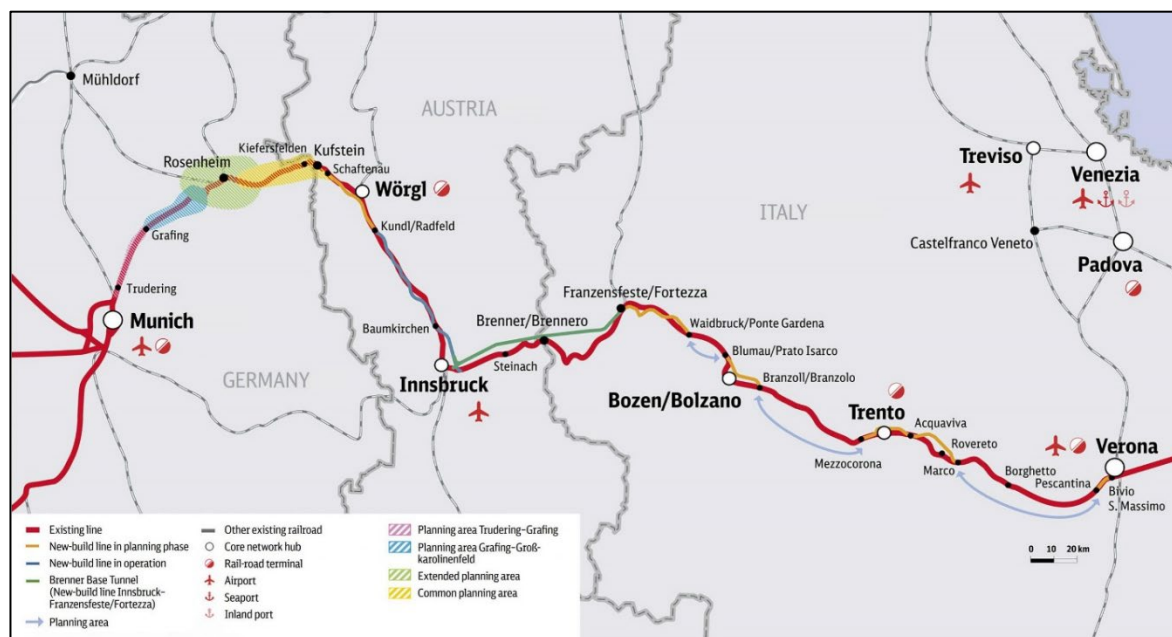 Mühldorf
AUSTRIA
Rosenheim
Kiefersfelden
Kufstein
Schaftenau
Wörgl
Kundl/Radfeld
Grafing
Trudering
Munich
GERMANY
Baumkirchen
Innsbruck
Steinach
Brenner/Brennero
Franzensfeste/Fortezza
ITALY
Waidbruck/Ponte Gardena
Blumau/Prato Isarco
Branzoll/Branzolo
Bozen/Bolzano
Treviso
Venezia
Castelfranco Veneto
Padova
Trento
Mezzocorona
Acquaviva
Rovereto
Marco
Borghetto
Pescantina
Verona
Bivio
S. Massimo
0 10 20 km
Existing line
New-build line in planning phase
New-build line in operation
Brenner Base Tunnel
(New-build line Innsbruck-
Franzensfeste/Fortezza)
Planning area
Other existing railroad
Core network hub
Rail-road terminal
Airport
Seaport
Inland port
Planning area Trudering–Grafing
Planning area Grafing–Groß-
karolinenfeld
Extended planning area
Common planning area